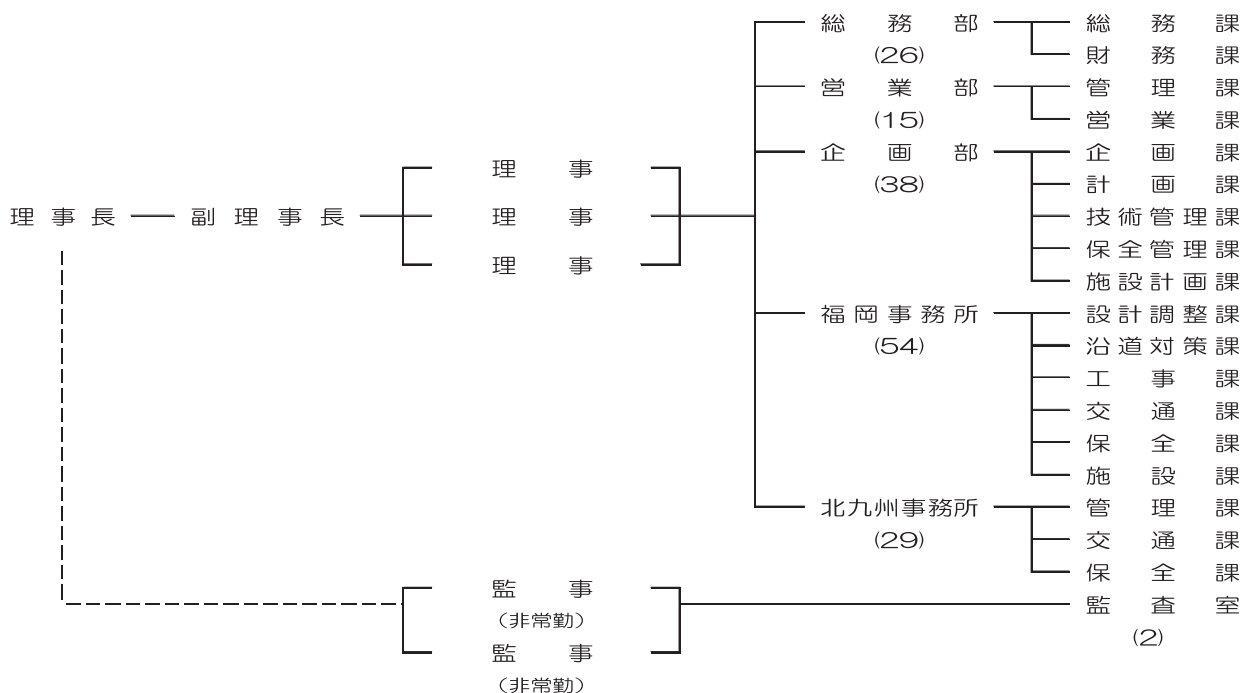 総務部 総務課
(26) 財務課
営業部 管理課
(15) 営業課
企画部 企画課
理事
(38) 計画課
理事長 副理事長 理事 技術管理課
保全管理課
理事
施設計画課
福岡事務所 設計調整課
(54) 沿道対策課
工事課
交通課
保全課
施設課
北九州事務所 管理課
(29) 交通課
保全課
監事
監査室
(非常勤)
(2)
監事
(非常勤)